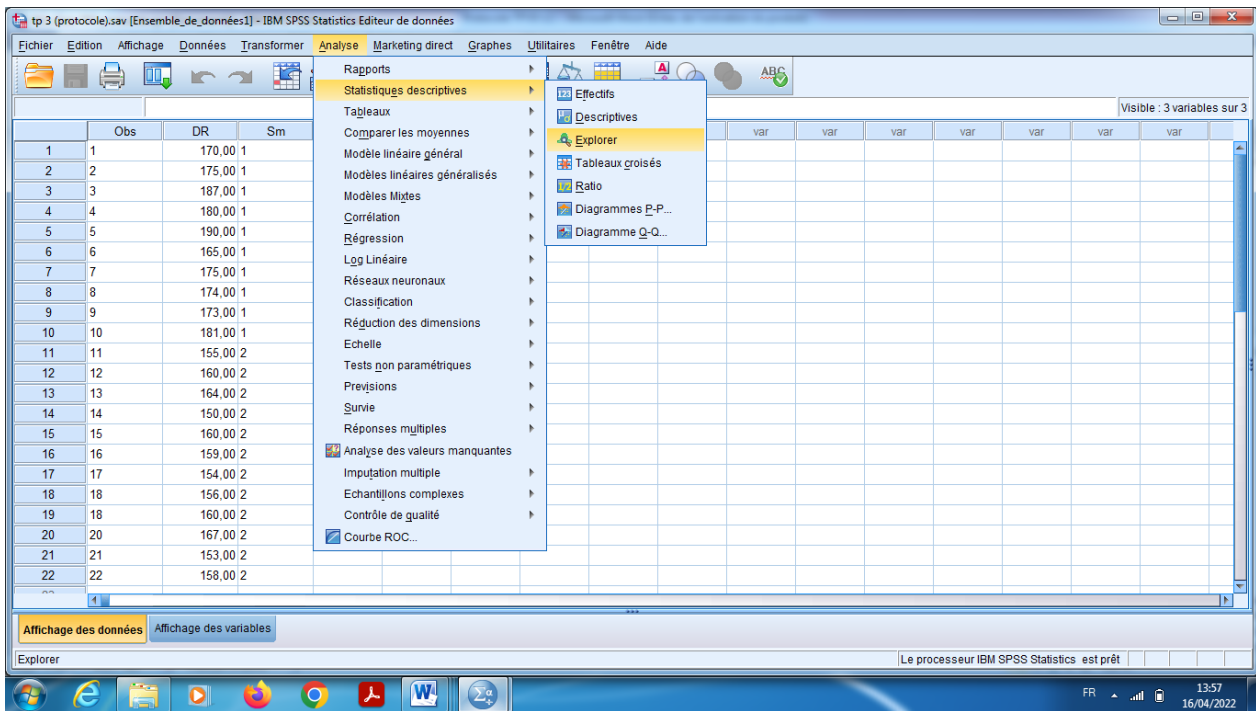 tp 3 (protocole).sav [Ensemble_de_données1] - IBM SPSS Statistics Editeur de données
Fichier Edition Affichage Données Transformer Analyse Marketing direct Graphes Utilitaires Fenêtre Aide
Visible : 3 variables sur 3
Rapports
Statistiques descriptives
Tableaux
Comparer les moyennes
Modèle linéaire général
Modèles linéaires généralisés
Modèles Mixtes
Corrélation
Régression
Log Linéaire
Réseaux neuronaux
Classification
Réduction des dimensions
Echelle
Tests non paramétriques
Previsions
Survie
Réponses multiples
Analyse des valeurs manquantes
Imputation multiple
Echantillons complexes
Contrôle de qualité
Courbe ROC...
Effectifs
Descriptives
Explorer
Tableaux croisés
Ratio
Diagrammes P-P...
Diagramme Q-Q...
Obs DR Sm var var var var var var var
1 1 170,00 1
2 2 175,00 1
3 3 187,00 1
4 4 180,00 1
5 5 190,00 1
6 6 165,00 1
7 7 175,00 1
8 8 174,00 1
9 9 173,00 1
10 10 181,00 1
11 11 155,00 2
12 12 160,00 2
13 13 164,00 2
14 14 150,00 2
15 15 160,00 2
16 16 159,00 2
17 17 154,00 2
18 18 156,00 2
19 18 160,00 2
20 20 167,00 2
21 21 153,00 2
22 22 158,00 2
Affichage des données Affichage des variables
Explorer Le processeur IBM SPSS Statistics est prêt
FR 13:57
16/04/2022